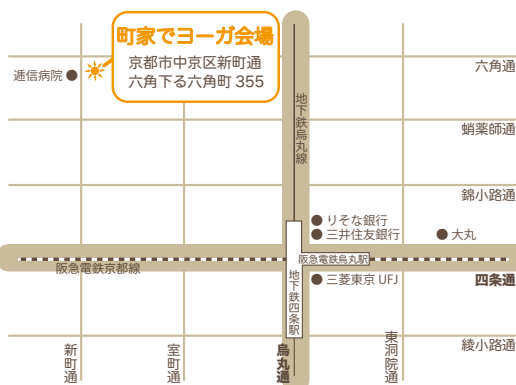 町家でヨーガ会場
京都市中京区新町通
六角下る六角町 355
逓信病院
六角通
地下鉄烏丸線
蛸薬師通
錦小路通
りそな銀行
三井住友銀行
大丸
阪急電鉄烏丸駅
阪急電鉄京都線
地下鉄四条駅
三菱東京 UFJ
四条通
綾小路通
新町通
室町通
烏丸通
東洞院通